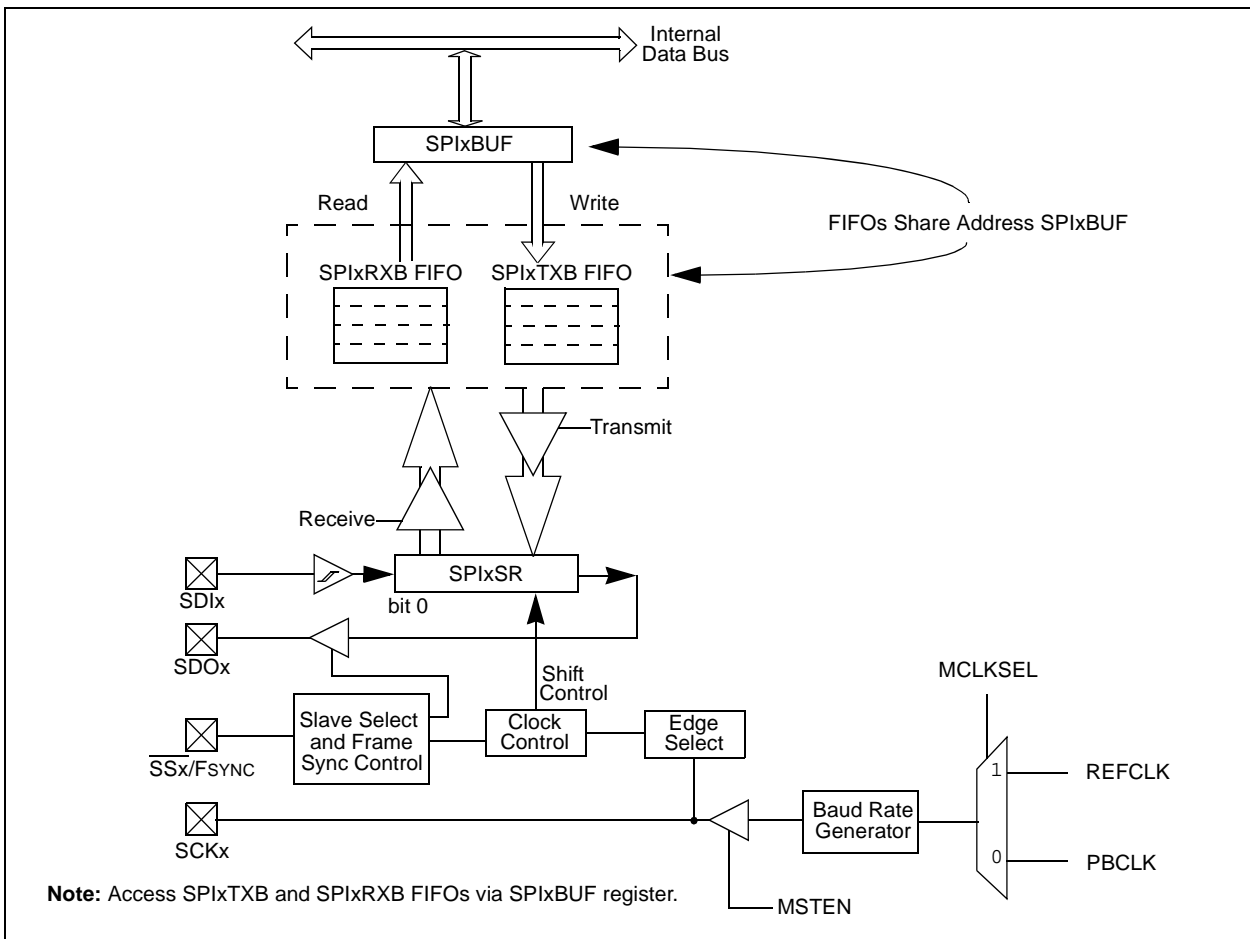 Internal
Data Bus
SPIxBUF
Read
Write
FIFOs Share Address SPIxBUF
SPIxRXB FIFO
SPIxTXB FIFO
Transmit
Receive
SPIxSR
bit 0
SDIx
SDOx
Shift
Control
MCLKSEL
Slave Select
and Frame
Sync Control
Clock
Control
Edge
Select
SSx/FSYNC
1
REFCLK
Baud Rate
Generator
SCKx
0
PBCLK
Note: Access SPIxTXB and SPIxRXB FIFOs via SPIxBUF register.
MSTEN